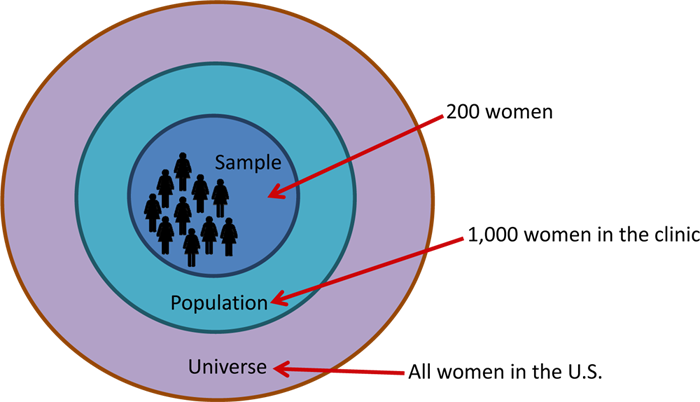 200 women
Sample
1,000 women in the clinic
Population
Universe
All women in the U.S.